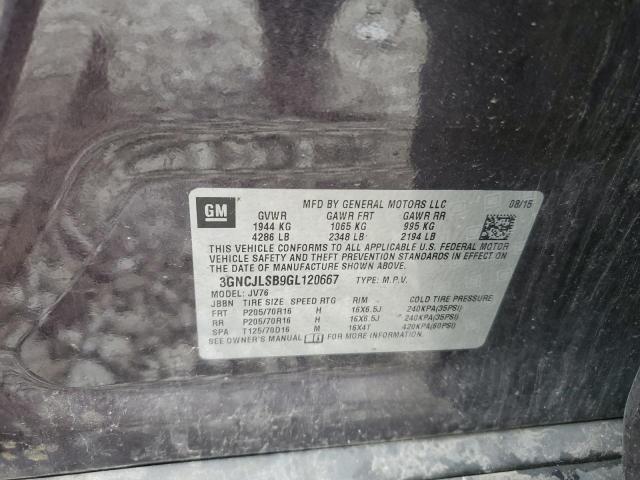 GM
MFD BY GENERAL MOTORS LLC 08/15
GVWR GAWR FRT GAWR RR
1944 KG 1065 KG 995 KG
4286 LB 2348 LB 2194 LB
THIS VEHICLE CONFORMS TO ALL APPLICABLE U.S. FEDERAL MOTOR
VEHICLE SAFETY AND THEFT PREVENTION STANDARDS IN EFFECT ON
THE DATE OF MANUFACTURE SHOWN ABOVE.
3GNCJLSB9GL120667 TYPE: M.P.V.
MODEL: JV76
JBBN TIRE SIZE SPEED RTG RIM COLD TIRE PRESSURE
FRT P205/70R16 H 16X6.5J 240KPA(35PSI)
RR P205/70R16 H 16X6.5J 240KPA(35PSI)
SPA T125/70D16 M 16X4T 420KPA(60PSI)
SEE OWNER'S MANUAL FOR MORE INFORMATION.